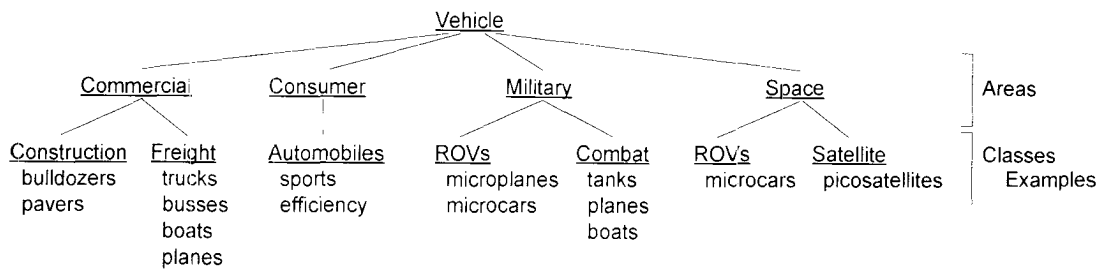 Vehicle
Commercial Consumer Military Space Areas
Construction Freight Automobiles ROVs Combat ROVs Satellite Classes
bulldozers trucks sports microplanes tanks microcars picosatellites Examples
pavers busses efficiency microcars planes
boats boats
planes